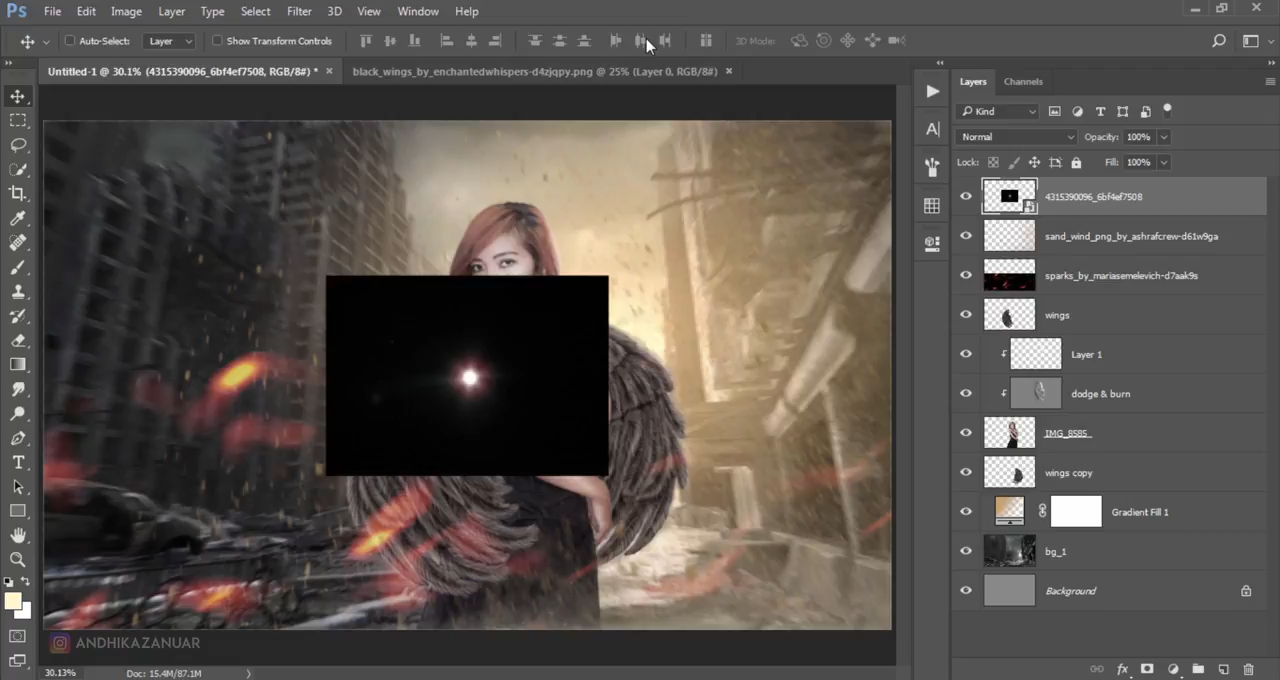 Ps File Edit Image Layer Type Select Filter 3D View Window Help
Auto-Select: Layer Show Transform Controls 3D Mode:
Untitled-1 @ 30.1% (4315390096_6bf4ef7508, RGB/8#) * × black_wings_by_enchantedwhispers-d4zjqpy.png @ 25% (Layer 0, RGB/8#) ×
Layers Channels
Kind
Normal Opacity: 100%
Lock: Fill: 100%
4315390096_6bf4ef7508
sand_wind_png_by_ashrafcrew-d61w9ga
sparks_by_mariasemelevich-d7aak9s
wings
Layer 1
dodge & burn
IMG_8585
wings copy
Gradient Fill 1
bg_1
Background
ANDHIKAZANUAR
30.13% Doc: 15.4M/87.1M